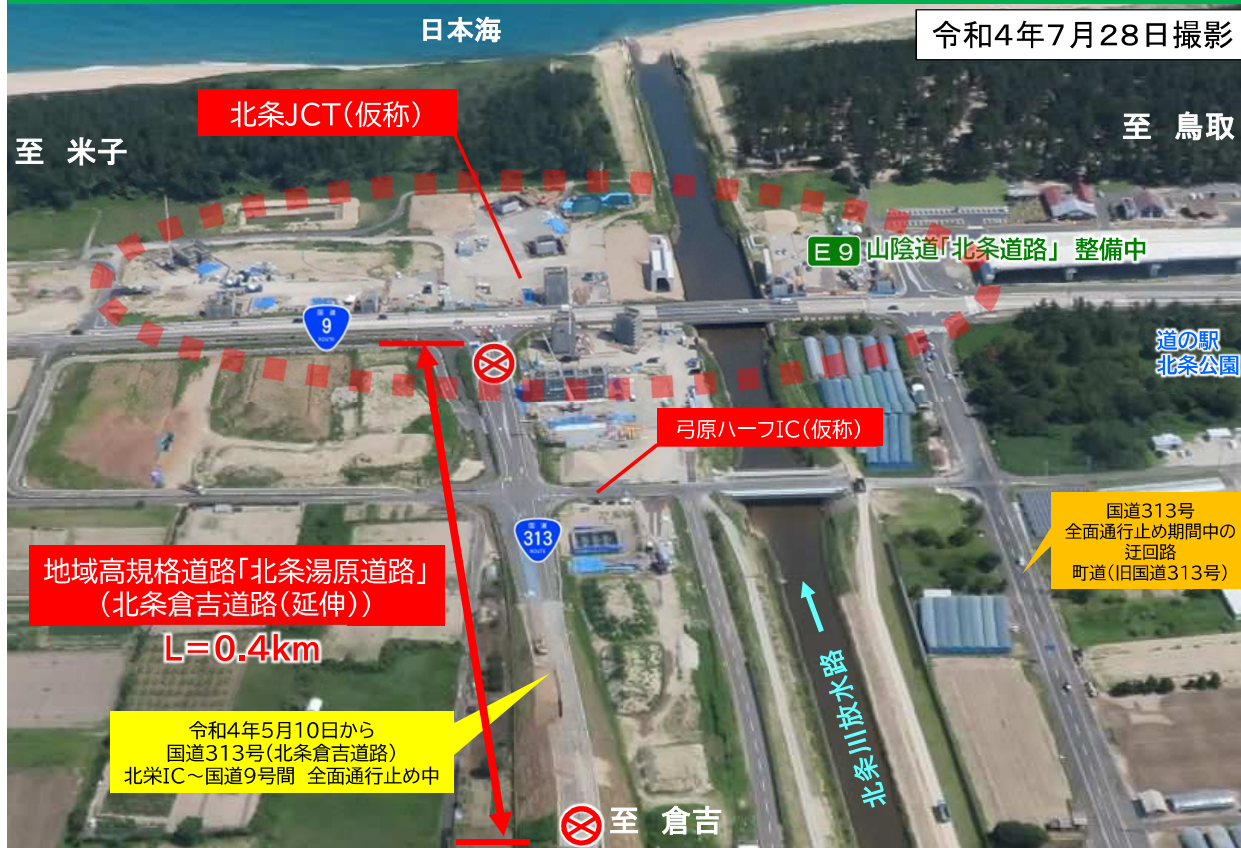 日本海
令和4年7月28日撮影
北条JCT(仮称)
至 米子
至 鳥取
E9 山陰道「北条道路」 整備中
国道
9
ROUTE
道の駅
北条公園
弓原ハーフIC(仮称)
国道
313
ROUTE
国道313号
全面通行止め期間中の
迂回路
町道(旧国道313号)
地域高規格道路「北条湯原道路」
(北条倉吉道路(延伸))
L=0.4km
北条川放水路
令和4年5月10日から
国道313号(北条倉吉道路)
北栄IC~国道9号間 全面通行止め中
至 倉吉